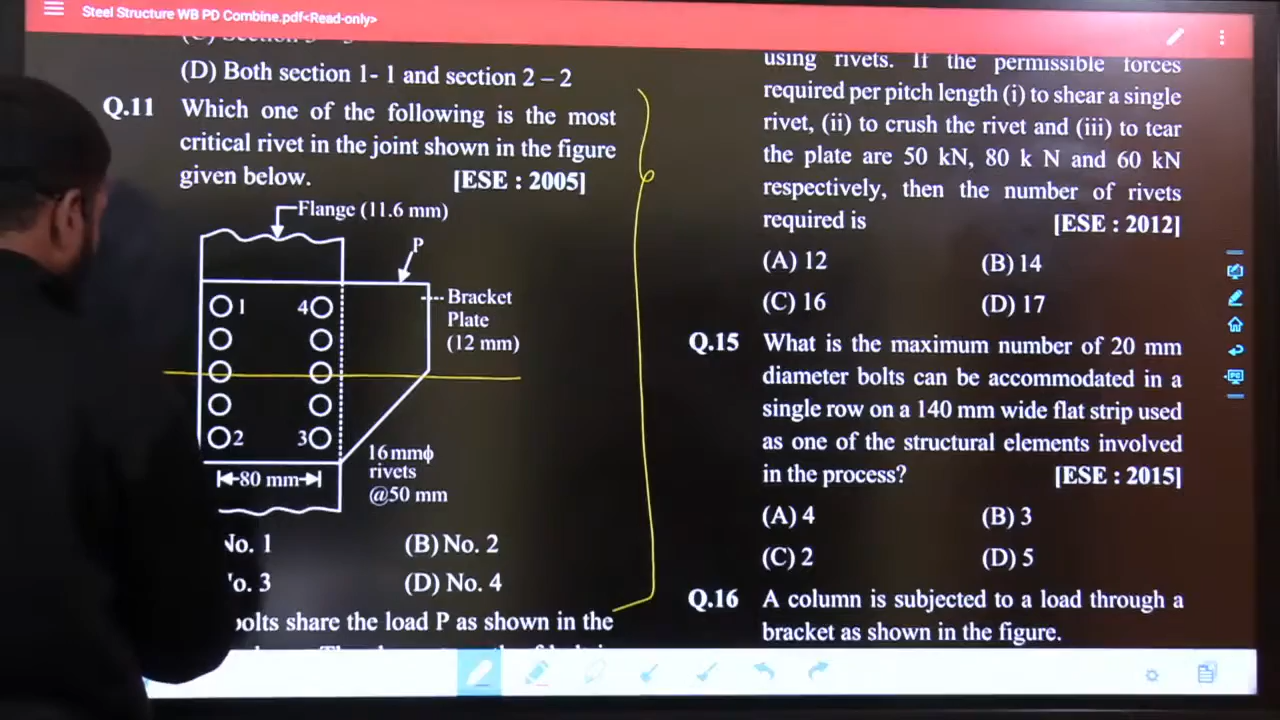 Steel Structure WB PD Combine.pdf<Read-only>
(D) Both section 1- 1 and section 2 – 2
Q.11 Which one of the following is the most
critical rivet in the joint shown in the figure
given below. [ESE : 2005]
Flange (11.6 mm)
P
Bracket
Plate
(12 mm)
1
4
2
3
80 mm
16mmϕ
rivets
@50 mm
No. 1 (B) No. 2
No. 3 (D) No. 4
bolts share the load P as shown in the
using rivets. If the permissible forces
required per pitch length (i) to shear a single
rivet, (ii) to crush the rivet and (iii) to tear
the plate are 50 kN, 80 k N and 60 kN
respectively, then the number of rivets
required is [ESE : 2012]
(A) 12 (B) 14
(C) 16 (D) 17
Q.15 What is the maximum number of 20 mm
diameter bolts can be accommodated in a
single row on a 140 mm wide flat strip used
as one of the structural elements involved
in the process? [ESE : 2015]
(A) 4 (B) 3
(C) 2 (D) 5
Q.16 A column is subjected to a load through a
bracket as shown in the figure.